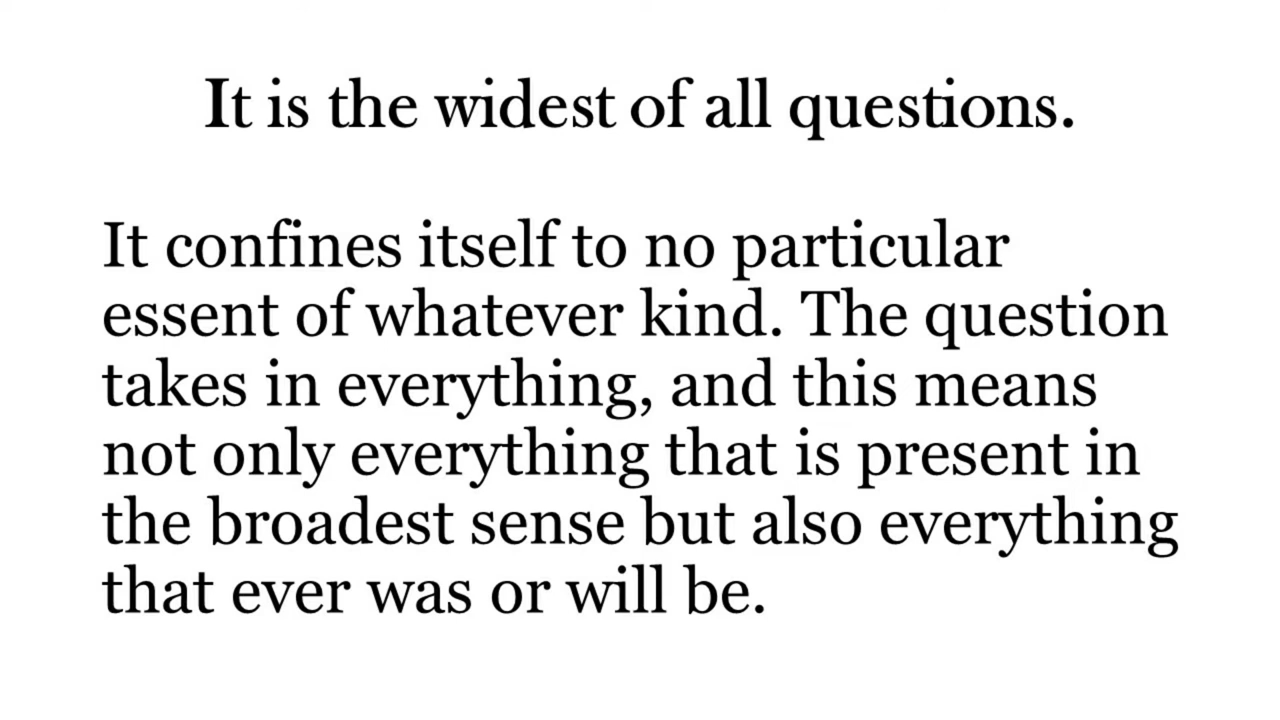 It is the widest of all questions.
It confines itself to no particular
essent of whatever kind. The question
takes in everything, and this means
not only everything that is present in
the broadest sense but also everything
that ever was or will be.